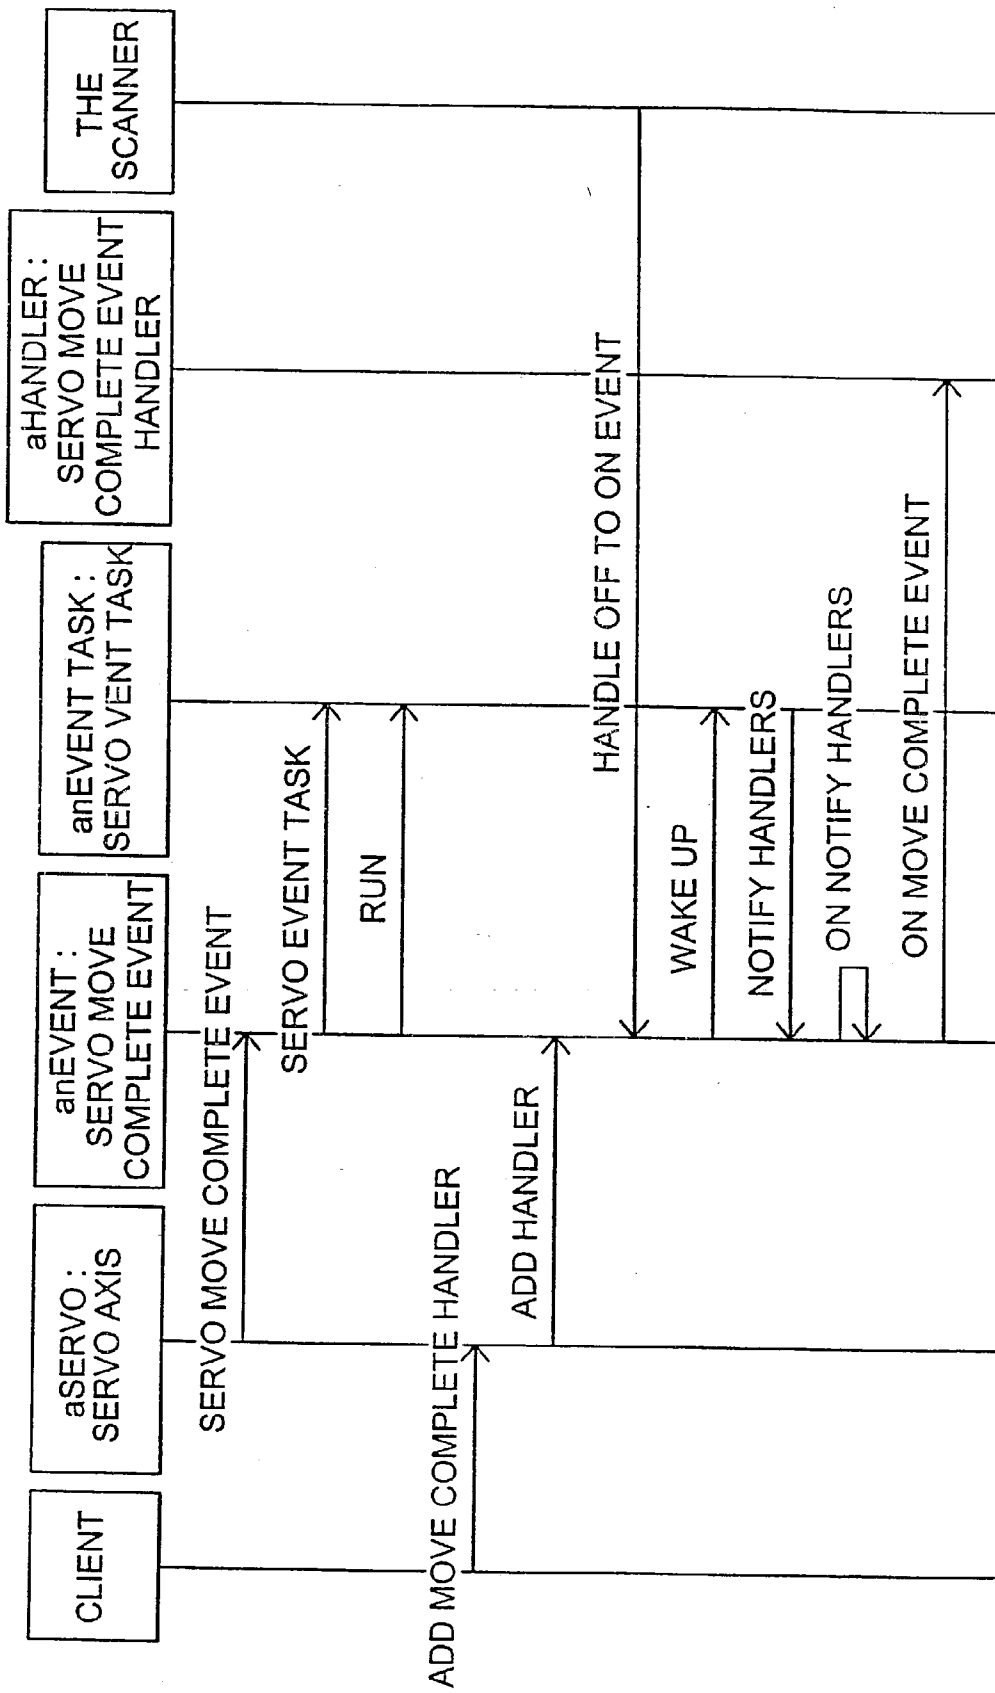 CLIENT
aSERVO :
SERVO AXIS
anEVENT :
SERVO MOVE
COMPLETE EVENT
anEVENT TASK :
SERVO VENT TASK
aHANDLER :
SERVO MOVE
COMPLETE EVENT
HANDLER
THE
SCANNER
SERVO MOVE COMPLETE EVENT
SERVO EVENT TASK
RUN
ADD MOVE COMPLETE HANDLER
ADD HANDLER
HANDLE OFF TO ON EVENT
WAKE UP
NOTIFY HANDLERS
ON NOTIFY HANDLERS
ON MOVE COMPLETE EVENT